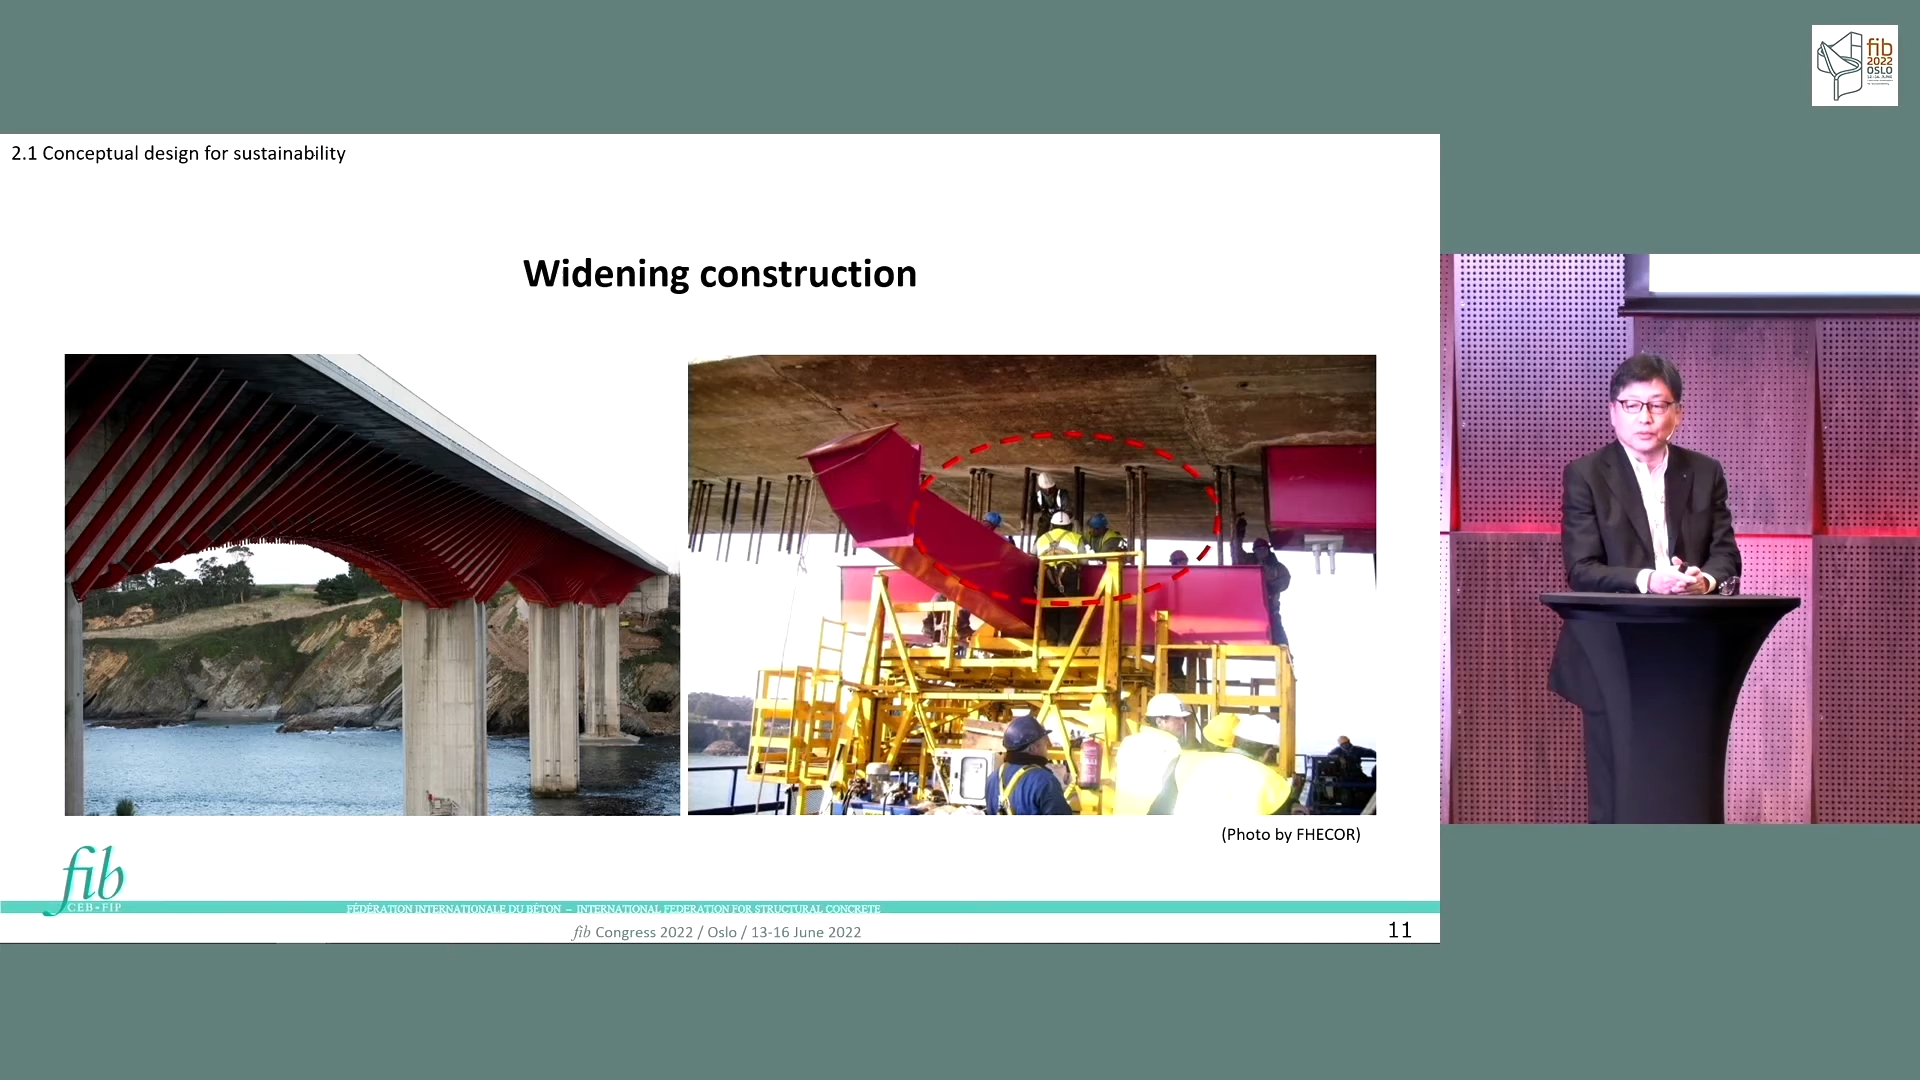 fib
2022
OSLO
2.1 Conceptual design for sustainability
Widening construction
(Photo by FHECOR)
fib
CEB-FIP
FÉDÉRATION INTERNATIONALE DU BÉTON – INTERNATIONAL FEDERATION FOR STRUCTURAL CONCRETE
fib Congress 2022 / Oslo / 13-16 June 2022
11